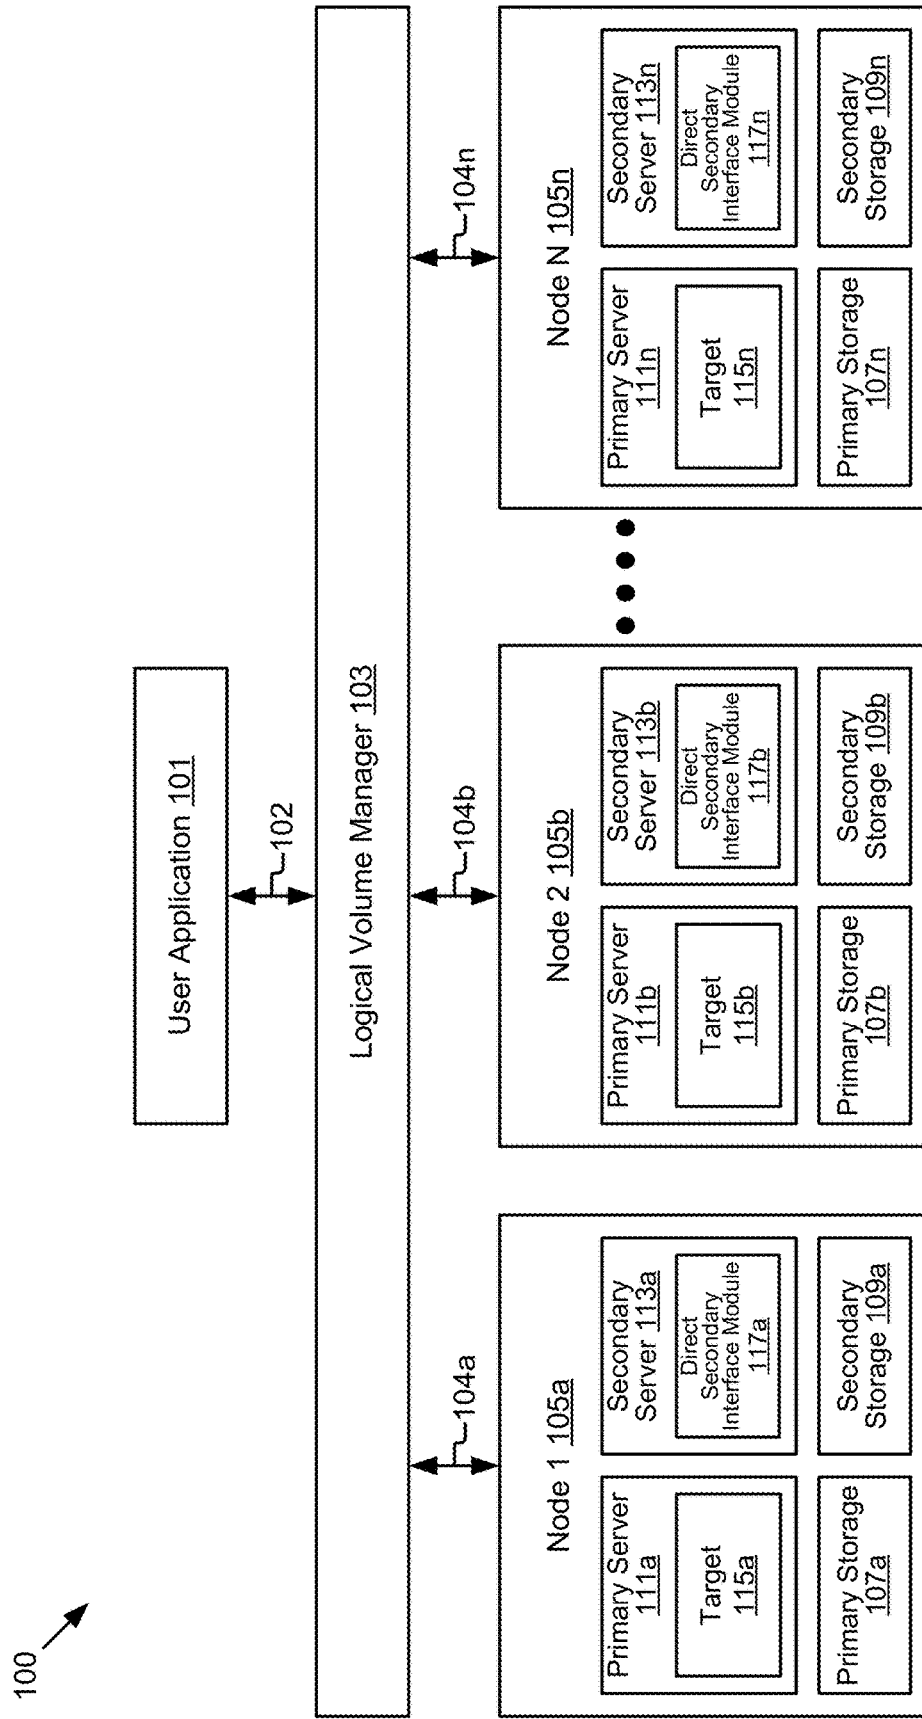 100
User Application 101
102
Logical Volume Manager 103
104a
104b
104n
Node 1 105a
Primary Server
111a
Target
115a
Secondary
Server 113a
Direct
Secondary
Interface Module
117a
Primary Storage
107a
Secondary
Storage 109a
Node 2 105b
Primary Server
111b
Target
115b
Secondary
Server 113b
Direct
Secondary
Interface Module
117b
Primary Storage
107b
Secondary
Storage 109b
Node N 105n
Primary Server
111n
Target
115n
Secondary
Server 113n
Direct
Secondary
Interface Module
117n
Primary Storage
107n
Secondary
Storage 109n